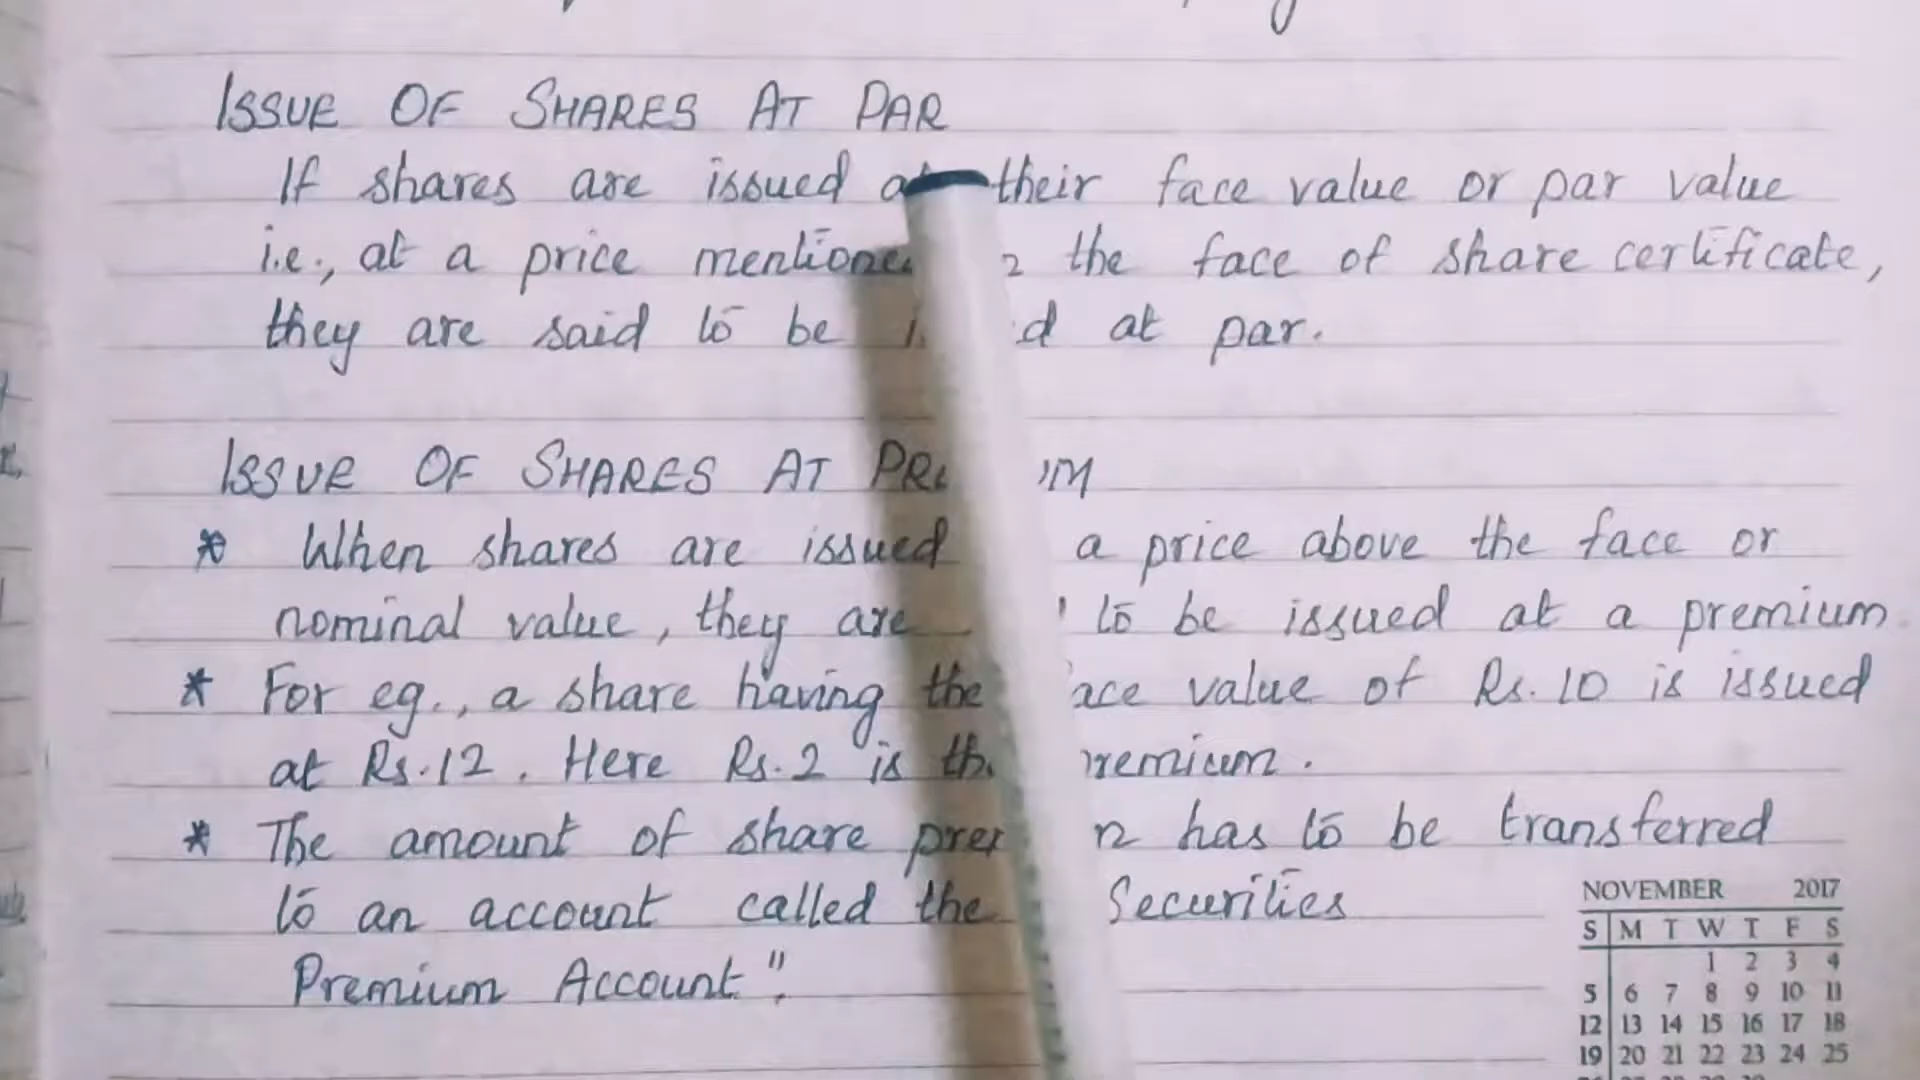 ISSUE OF SHARES AT PAR
If shares are issued their face value or par value
i.e., at a price the face of share certificate,
they are said to be at par.
ISSUE OF SHARES AT
* When shares are issued a price above the face or
nominal value, they are to be issued at a premium.
* For eg., a share having the value of Rs. 10 is issued
at Rs. 12. Here Rs. 2 is
* The amount of share has to be transferred
to an account called the Securities
Premium Account".
NOVEMBER 2017
S M T W T F S
1 2 3 4
5 6 7 8 9 10 11
12 13 14 15 16 17 18
19 20 21 22 23 24 25